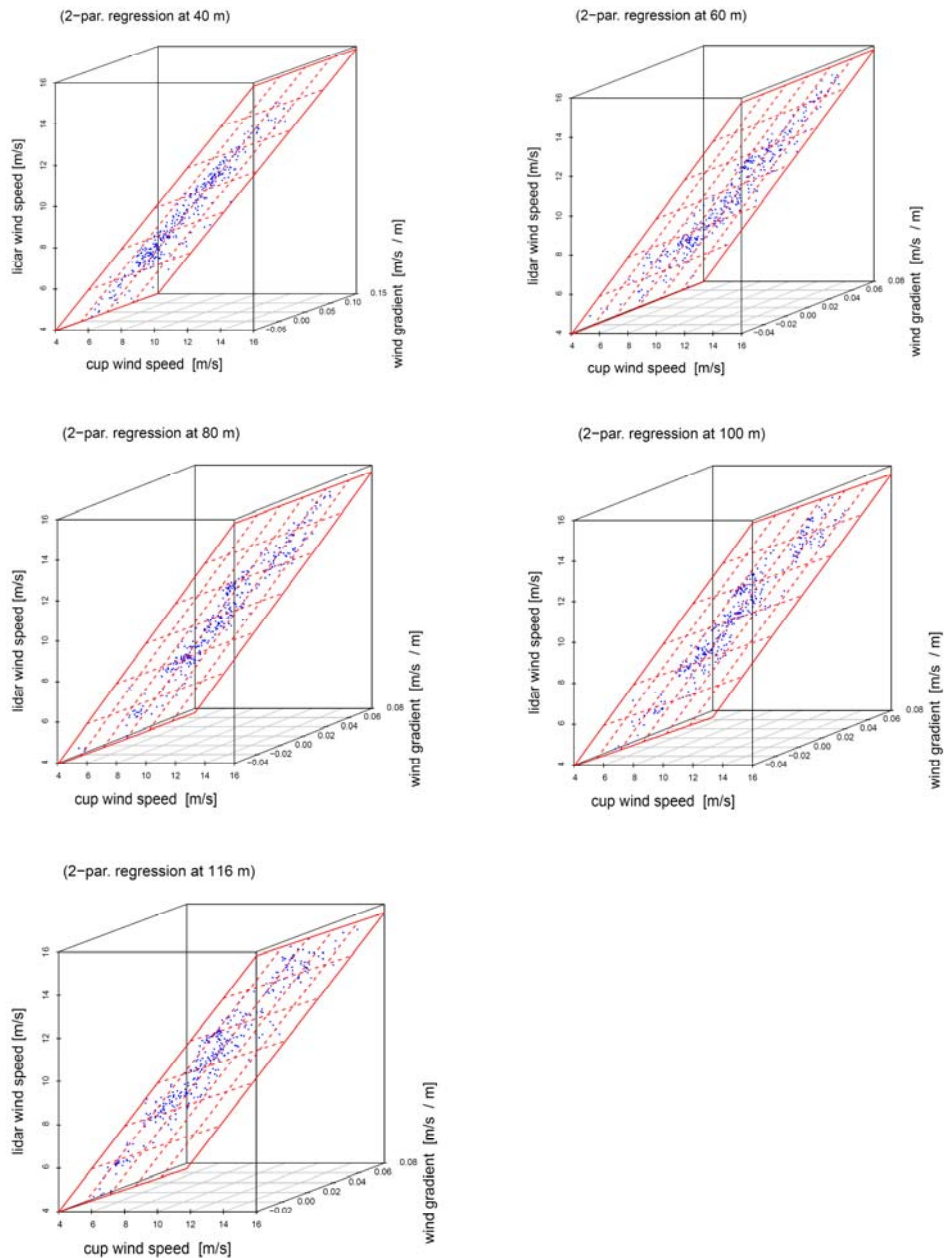 (2−par. regression at 40 m)
lidar wind speed [m/s]
16
14
12
10
8
6
4
4 6 8 10 12 14 16
cup wind speed [m/s]
−0.05 0.00 0.05 0.10 0.15
wind gradient [m/s / m]
(2−par. regression at 60 m)
lidar wind speed [m/s]
16
14
12
10
8
6
4
4 6 8 10 12 14 16
cup wind speed [m/s]
−0.04 −0.02 0.00 0.02 0.04 0.06 0.08
wind gradient [m/s / m]
(2−par. regression at 80 m)
lidar wind speed [m/s]
16
14
12
10
8
6
4
4 6 8 10 12 14 16
cup wind speed [m/s]
−0.04 −0.02 0.00 0.02 0.04 0.06 0.08
wind gradient [m/s / m]
(2−par. regression at 100 m)
lidar wind speed [m/s]
16
14
12
10
8
6
4
4 6 8 10 12 14 16
cup wind speed [m/s]
−0.04 −0.02 0.00 0.02 0.04 0.06 0.08
wind gradient [m/s / m]
(2−par. regression at 116 m)
lidar wind speed [m/s]
16
14
12
10
8
6
4
4 6 8 10 12 14 16
cup wind speed [m/s]
−0.02 0.00 0.02 0.04 0.06 0.08
wind gradient [m/s / m]